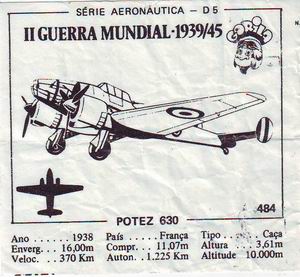 SÉRIE AERONÁUTICA - D5
II GUERRA MUNDIAL·1939/45
484
POTEZ 630
Ano ...... 1938 País ..... França Tipo ...... Caça
Enverg... 16,00m Compr. . 11,07m Altura ... 3,61m
Veloc. .. 370 Km Auton. 1.225 Km Altitude 10.000m